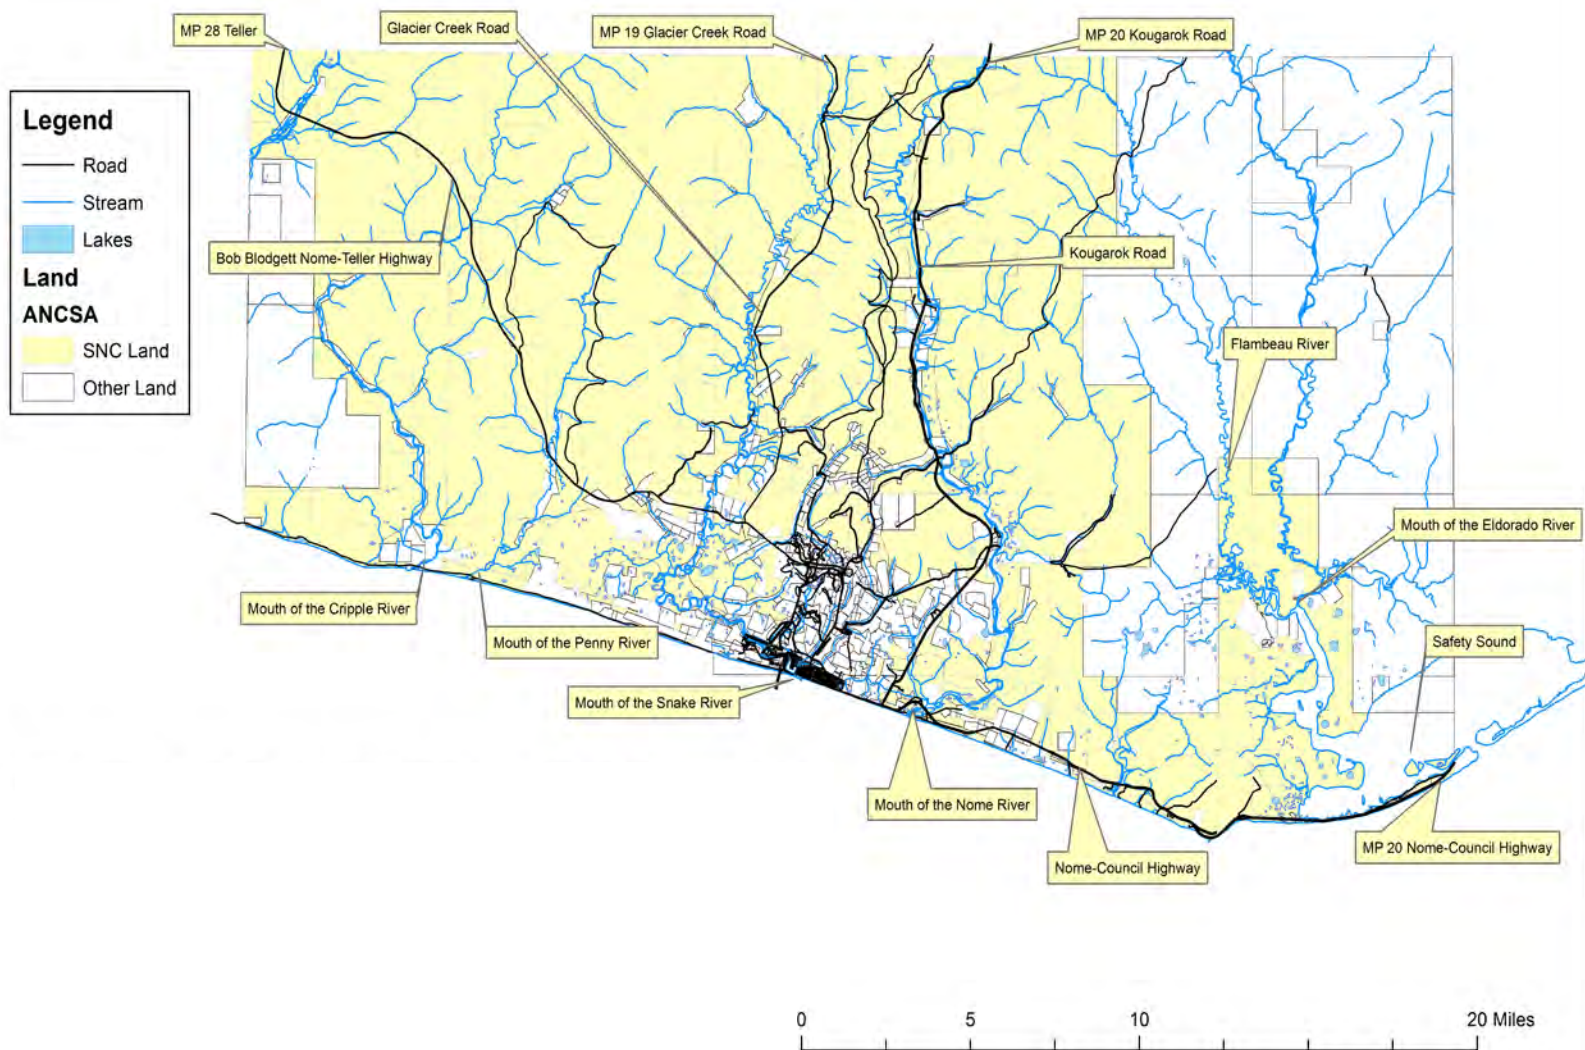 MP 28 Teller
Glacier Creek Road
MP 19 Glacier Creek Road
MP 20 Kougarok Road
Legend
Road
Stream
Lakes
Land
ANCSA
SNC Land
Other Land
Bob Blodgett Nome-Teller Highway
Kougarok Road
Flambeau River
Mouth of the Eldorado River
Mouth of the Cripple River
Mouth of the Penny River
Safety Sound
Mouth of the Snake River
Mouth of the Nome River
MP 20 Nome-Council Highway
Nome-Council Highway
0 5 10 20 Miles